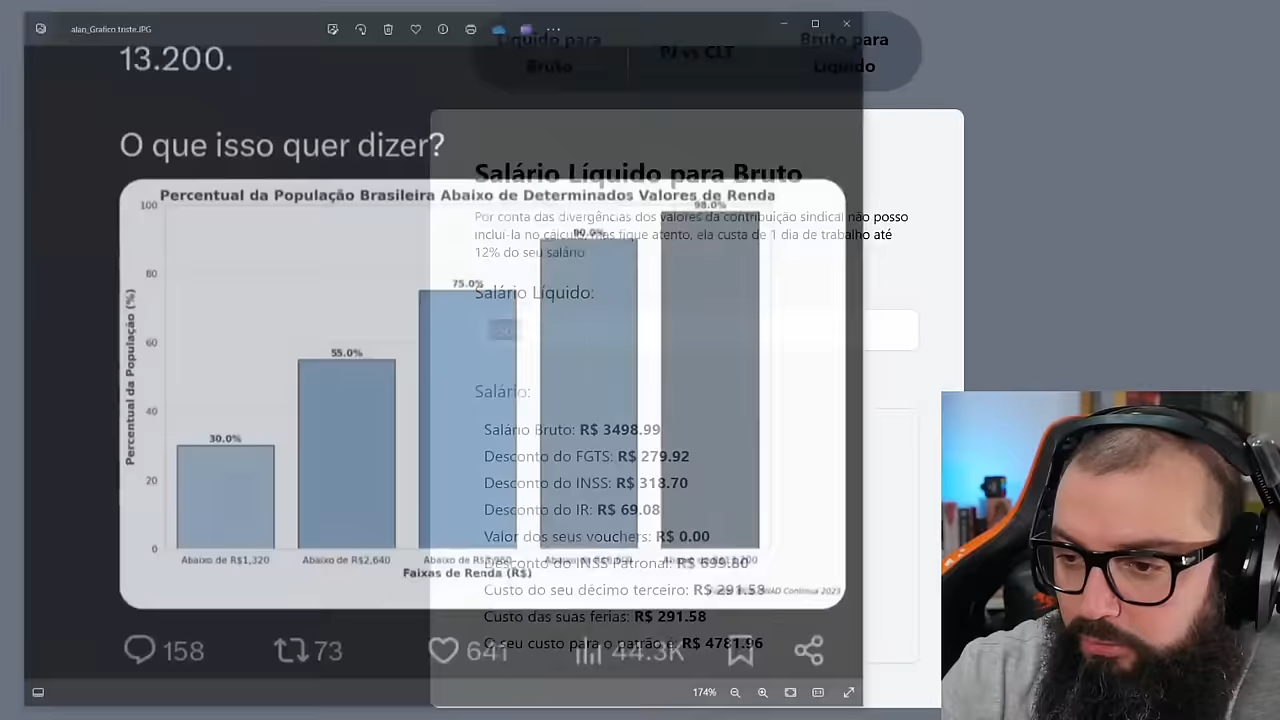 alan_Grafico triste.JPG
Líquido para
Bruto
PJ vs CLT
Bruto para
Líquido
13.200.
O que isso quer dizer?
Salário Líquido para Bruto
Percentual da População Brasileira Abaixo de Determinados Valores de Renda
Por conta das divergências dos valores da contribuição sindical não posso
incluí-la no cálculo, mas fique atento, ela custa de 1 dia de trabalho até
12% do seu salário
Salário Líquido:
Percentual da População (%)
100
80
60
40
20
0
30.0%
55.0%
75.0%
90.0%
98.0%
Abaixo de R$1,320
Abaixo de R$2,640
Abaixo de
Faixas de Renda (R$)
PNAD Contínua 2023
Salário:
Salário Bruto: R$ 3498.99
Desconto do FGTS: R$ 279.92
Desconto do INSS: R$ 318.70
Desconto do IR: R$ 69.08
Valor dos seus vouchers: R$ 0.00
Desconto do INSS Patronal: R$ 699.80
Custo do seu décimo terceiro: R$ 291.58
Custo das suas ferias: R$ 291.58
O seu custo para o patrão é: R$ 4781.96
158
73
641
44.3K
174%